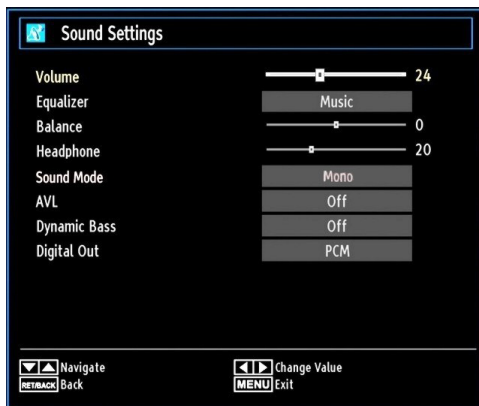 Sound Settings
Volume 24
Equalizer Music
Balance 0
Headphone 20
Sound Mode Mono
AVL Off
Dynamic Bass Off
Digital Out PCM
Navigate Change Value
RET/BACK Back MENU Exit